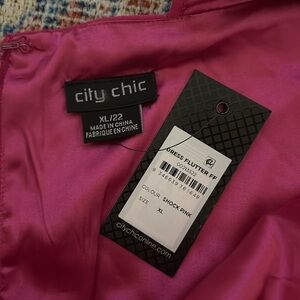 city chic
XL/22
MADE IN CHINA
FABRIQUE EN CHINE
DRESS FLUTTER FF
COLOUR SHOCK PINK
SIZE XL
citychiconline.com